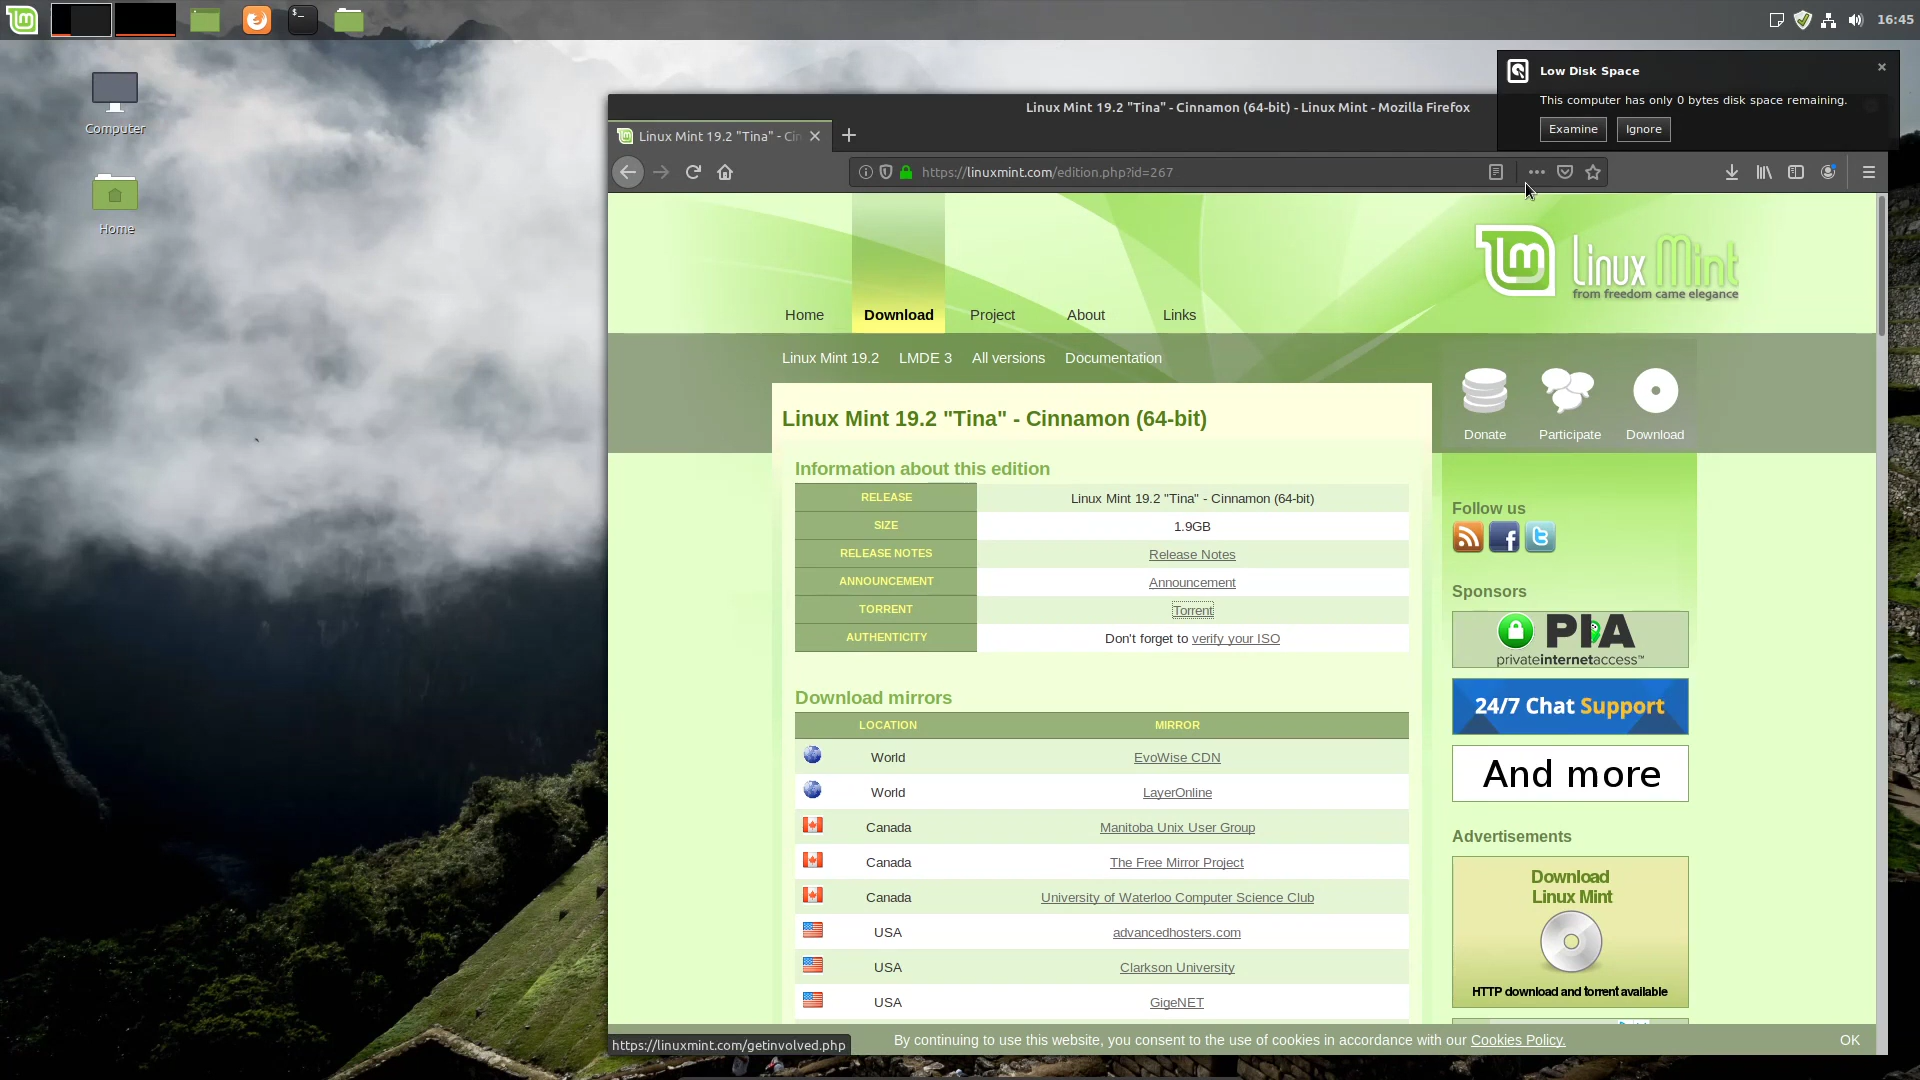 16:45
Computer
Home
Low Disk Space
This computer has only 0 bytes disk space remaining.
Examine
Ignore
Linux Mint 19.2 "Tina" - Cinnamon (64-bit) - Linux Mint - Mozilla Firefox
Linux Mint 19.2 "Tina" - Cin
https://linuxmint.com/edition.php?id=267
Linux Mint
from freedom came elegance
Home
Download
Project
About
Links
Linux Mint 19.2
LMDE 3
All versions
Documentation
Donate
Participate
Download
Linux Mint 19.2 "Tina" - Cinnamon (64-bit)
Information about this edition
RELEASE Linux Mint 19.2 "Tina" - Cinnamon (64-bit)
SIZE 1.9GB
RELEASE NOTES Release Notes
ANNOUNCEMENT Announcement
TORRENT Torrent
AUTHENTICITY Don't forget to verify your ISO
Download mirrors
LOCATION MIRROR
World EvoWise CDN
World LayerOnline
Canada Manitoba Unix User Group
Canada The Free Mirror Project
Canada University of Waterloo Computer Science Club
USA advancedhosters.com
USA Clarkson University
USA GigeNET
Follow us
Sponsors
PIA
privateinternetaccess™
24/7 Chat Support
And more
Advertisements
Download
Linux Mint
HTTP download and torrent available
https://linuxmint.com/getinvolved.php
By continuing to use this website, you consent to the use of cookies in accordance with our Cookies Policy.
OK